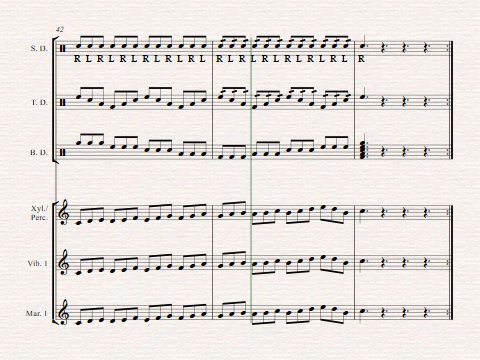 42
S. D.
R L R L R L R L R L R L R L R L R L R L R L R L R
T. D.
B. D.
Xyl./
Perc.
Vib. 1
Mar. 1